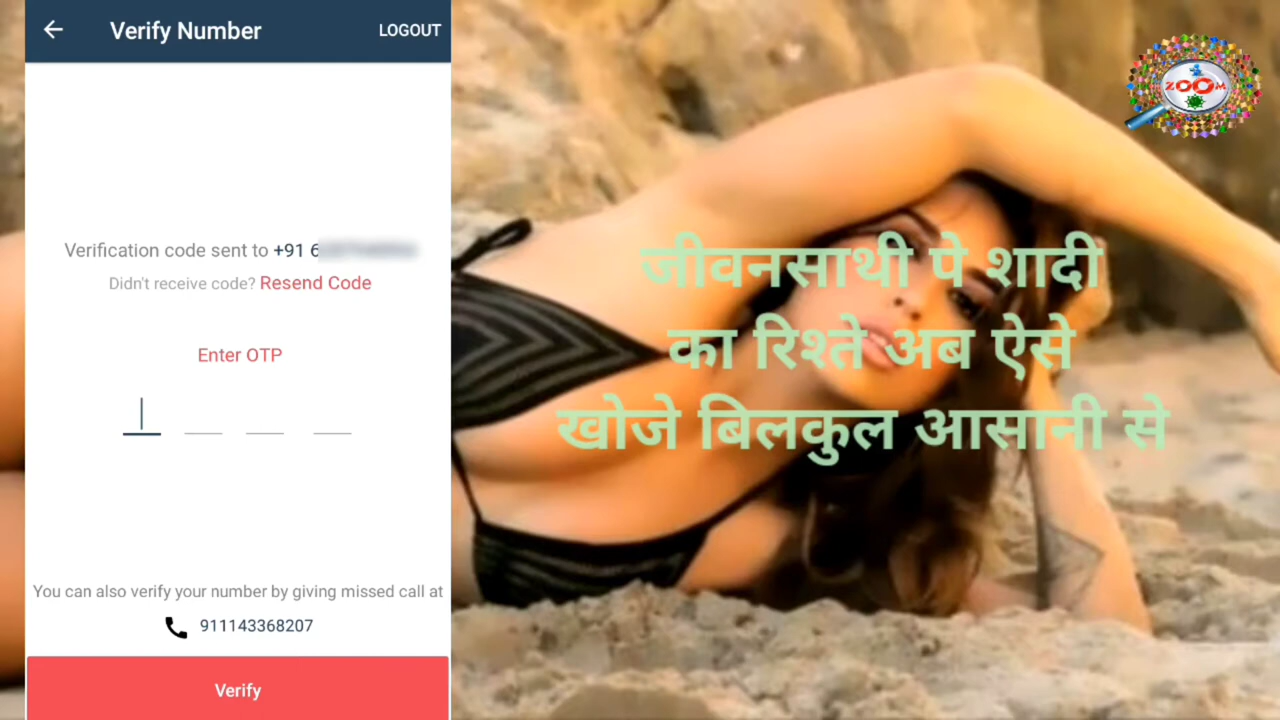 Verify Number
LOGOUT
Verification code sent to +91 6
Didn't receive code? Resend Code
Enter OTP
You can also verify your number by giving missed call at
911143368207
Verify
ZOOM
जीवनसाथी पे शादी
का रिश्ते अब ऐसे
खोजे बिलकुल आसानी से